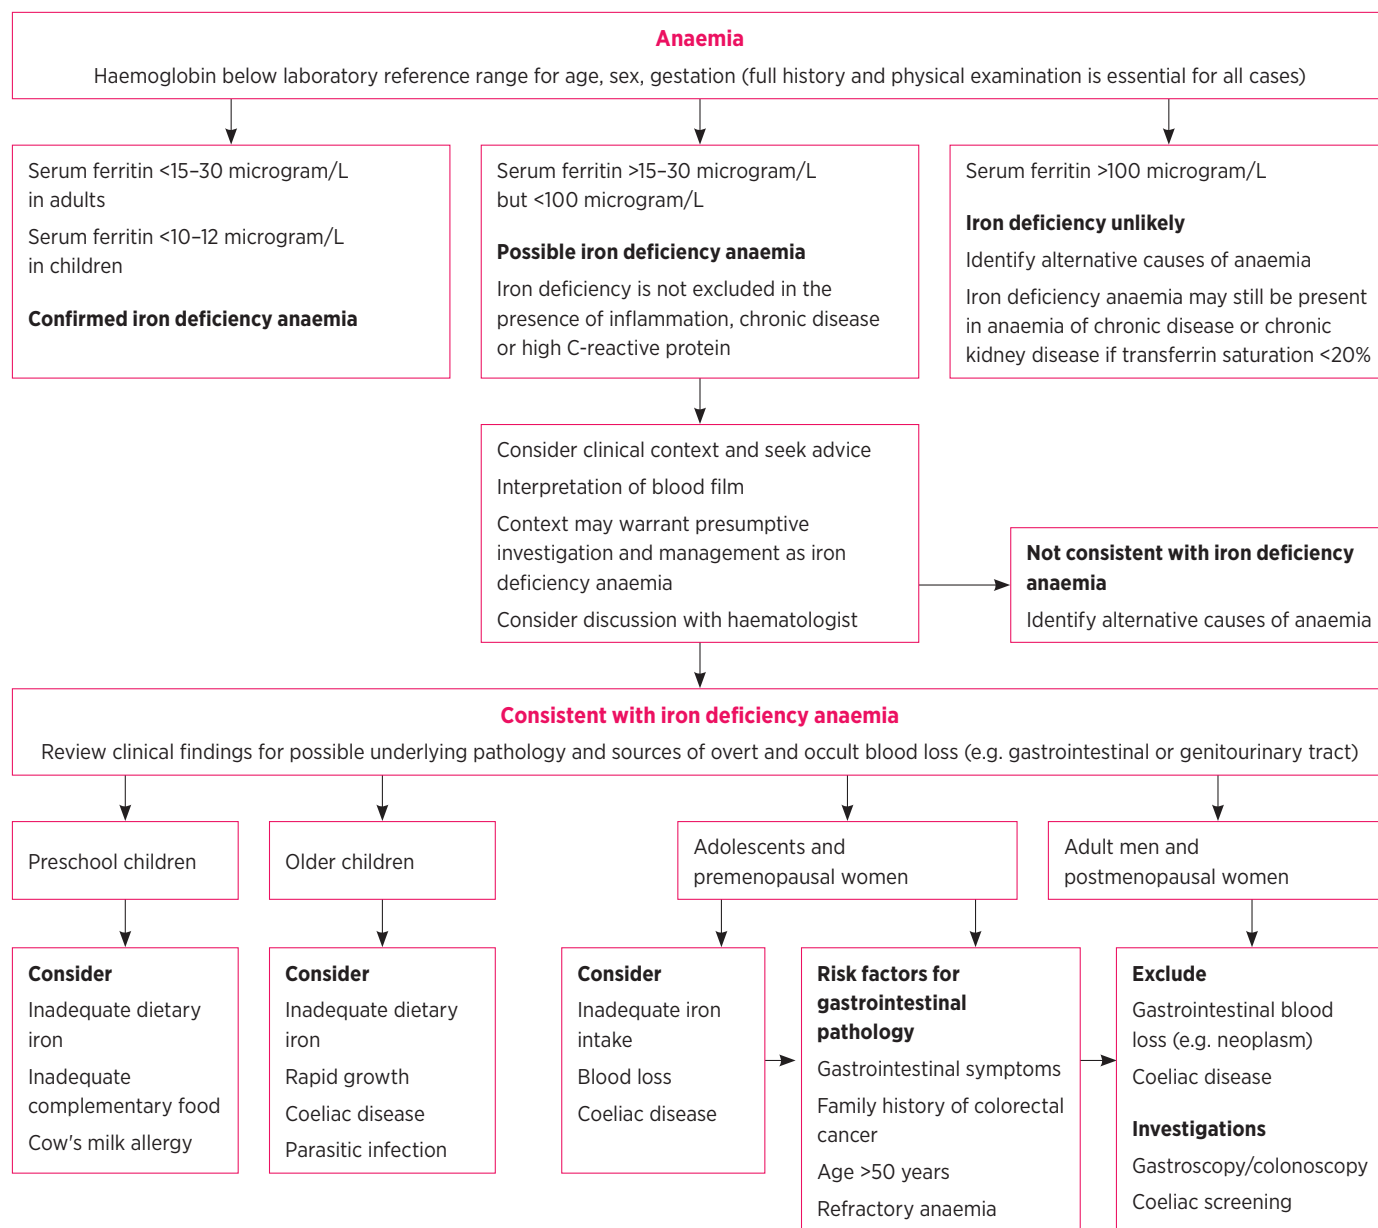 Anaemia
Haemoglobin below laboratory reference range for age, sex, gestation (full history and physical examination is essential for all cases)
Serum ferritin <15–30 microgram/L
in adults
Serum ferritin <10–12 microgram/L
in children
Confirmed iron deficiency anaemia
Serum ferritin >15–30 microgram/L
but <100 microgram/L
Possible iron deficiency anaemia
Iron deficiency is not excluded in the
presence of inflammation, chronic disease
or high C-reactive protein
Serum ferritin >100 microgram/L
Iron deficiency unlikely
Identify alternative causes of anaemia
Iron deficiency anaemia may still be present
in anaemia of chronic disease or chronic
kidney disease if transferrin saturation <20%
Consider clinical context and seek advice
Interpretation of blood film
Context may warrant presumptive
investigation and management as iron
deficiency anaemia
Consider discussion with haematologist
Not consistent with iron deficiency
anaemia
Identify alternative causes of anaemia
Consistent with iron deficiency anaemia
Review clinical findings for possible underlying pathology and sources of overt and occult blood loss (e.g. gastrointestinal or genitourinary tract)
Preschool children
Older children
Adolescents and
premenopausal women
Adult men and
postmenopausal women
Consider
Inadequate dietary
iron
Inadequate
complementary food
Cow's milk allergy
Consider
Inadequate dietary
iron
Rapid growth
Coeliac disease
Parasitic infection
Consider
Inadequate iron
intake
Blood loss
Coeliac disease
Risk factors for
gastrointestinal
pathology
Gastrointestinal symptoms
Family history of colorectal
cancer
Age >50 years
Refractory anaemia
Exclude
Gastrointestinal blood
loss (e.g. neoplasm)
Coeliac disease
Investigations
Gastroscopy/colonoscopy
Coeliac screening